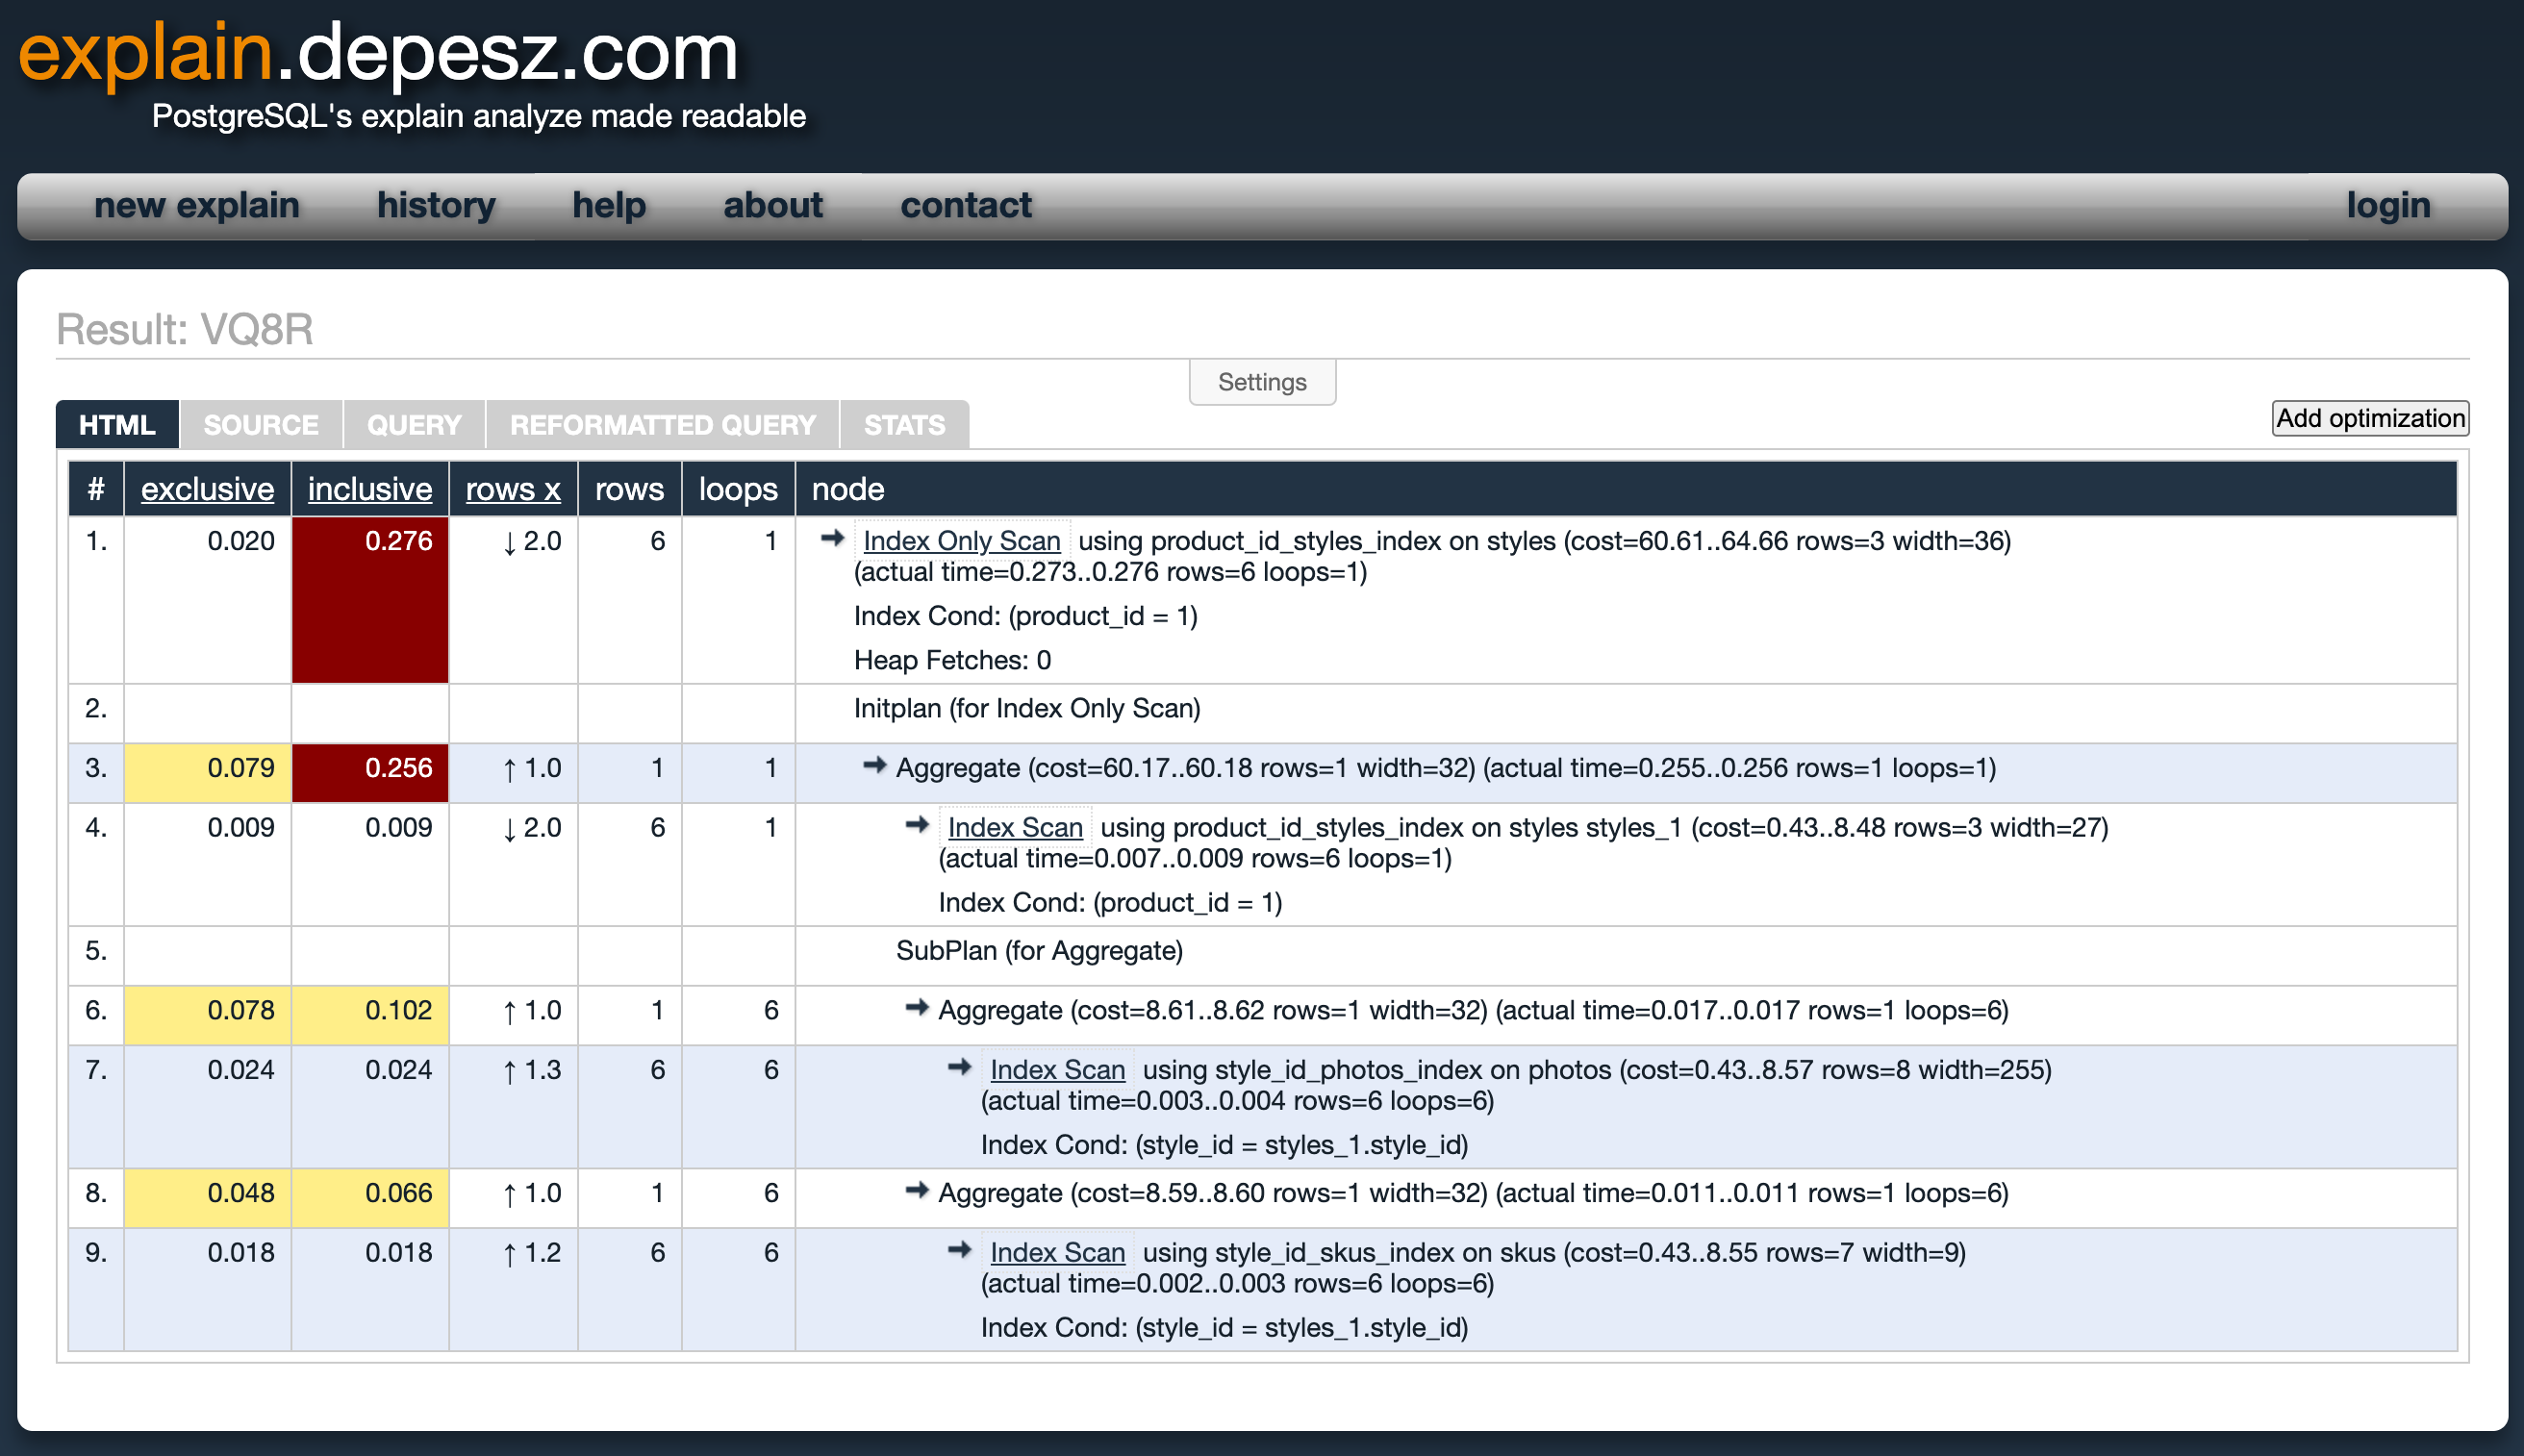 explain.depesz.com
PostgreSQL's explain analyze made readable
new explain history help about contact login
Result: VQ8R
Settings
HTML SOURCE QUERY REFORMATTED QUERY STATS Add optimization
# exclusive inclusive rows x rows loops node
1. 0.020 0.276 ↓ 2.0 6 1 ➔ Index Only Scan using product_id_styles_index on styles (cost=60.61..64.66 rows=3 width=36)
(actual time=0.273..0.276 rows=6 loops=1)
Index Cond: (product_id = 1)
Heap Fetches: 0
2. Initplan (for Index Only Scan)
3. 0.079 0.256 ↑ 1.0 1 1 ➔ Aggregate (cost=60.17..60.18 rows=1 width=32) (actual time=0.255..0.256 rows=1 loops=1)
4. 0.009 0.009 ↓ 2.0 6 1 ➔ Index Scan using product_id_styles_index on styles styles_1 (cost=0.43..8.48 rows=3 width=27)
(actual time=0.007..0.009 rows=6 loops=1)
Index Cond: (product_id = 1)
5. SubPlan (for Aggregate)
6. 0.078 0.102 ↑ 1.0 1 6 ➔ Aggregate (cost=8.61..8.62 rows=1 width=32) (actual time=0.017..0.017 rows=1 loops=6)
7. 0.024 0.024 ↑ 1.3 6 6 ➔ Index Scan using style_id_photos_index on photos (cost=0.43..8.57 rows=8 width=255)
(actual time=0.003..0.004 rows=6 loops=6)
Index Cond: (style_id = styles_1.style_id)
8. 0.048 0.066 ↑ 1.0 1 6 ➔ Aggregate (cost=8.59..8.60 rows=1 width=32) (actual time=0.011..0.011 rows=1 loops=6)
9. 0.018 0.018 ↑ 1.2 6 6 ➔ Index Scan using style_id_skus_index on skus (cost=0.43..8.55 rows=7 width=9)
(actual time=0.002..0.003 rows=6 loops=6)
Index Cond: (style_id = styles_1.style_id)